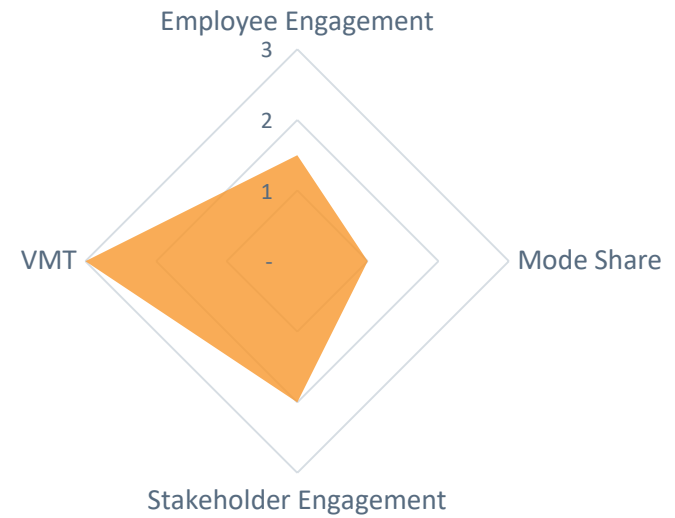 Employee Engagement
3
2
1
VMT
-
Mode Share
Stakeholder Engagement